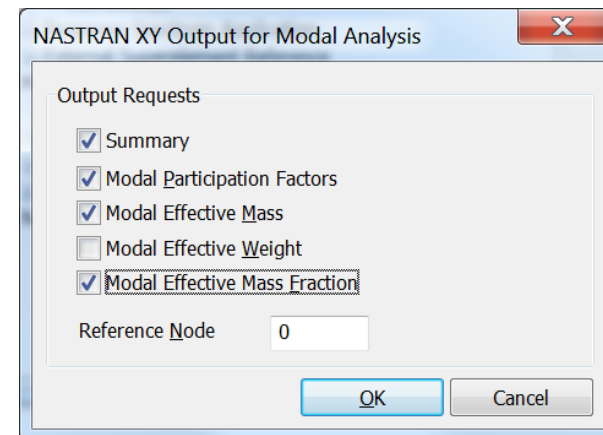 NASTRAN XY Output for Modal Analysis
Output Requests
Summary
Modal Participation Factors
Modal Effective Mass
Modal Effective Weight
Modal Effective Mass Fraction
Reference Node 0
OK Cancel